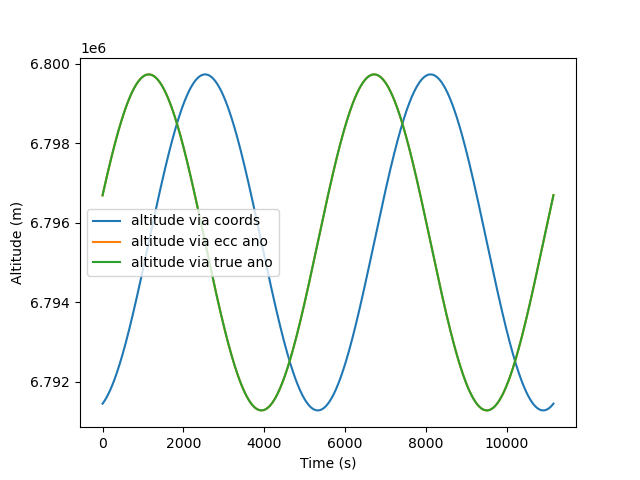 1e6
6.800
6.798
6.796
6.794
6.792
Altitude (m)
altitude via coords
altitude via ecc ano
altitude via true ano
0
2000
4000
6000
8000
10000
Time (s)